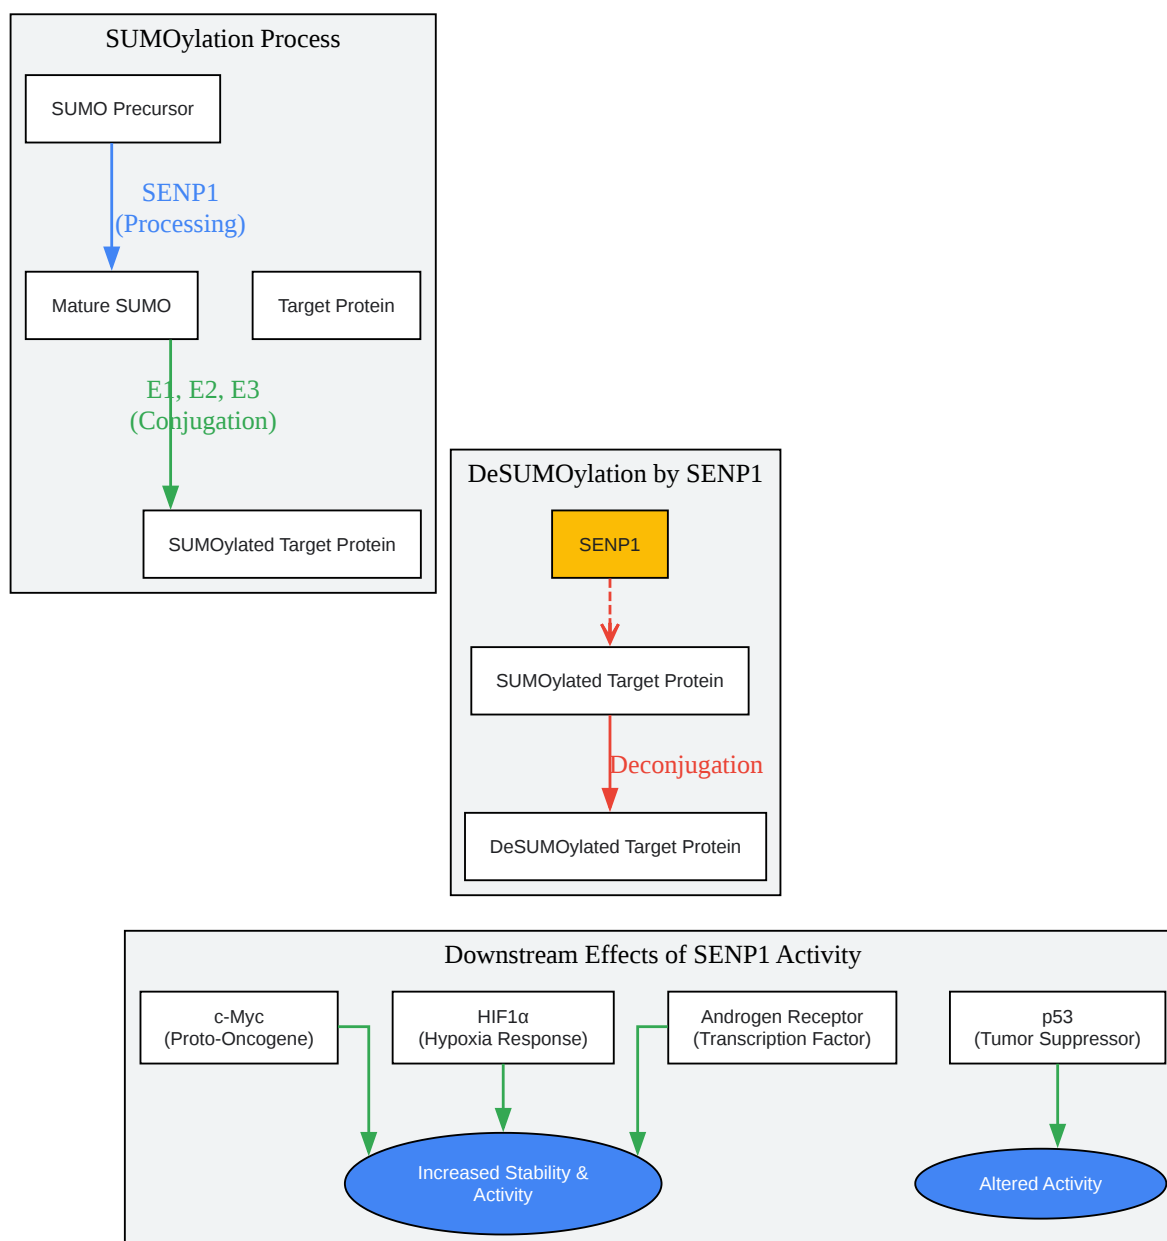 SUMOylation Process
SUMO Precursor
SENP1
(Processing)
Mature SUMO
Target Protein
E1, E2, E3
(Conjugation)
SUMOylated Target Protein
DeSUMOylation by SENP1
SENP1
SUMOylated Target Protein
Deconjugation
DeSUMOylated Target Protein
Downstream Effects of SENP1 Activity
c-Myc
(Proto-Oncogene)
HIF1α
(Hypoxia Response)
Androgen Receptor
(Transcription Factor)
p53
(Tumor Suppressor)
Increased Stability &
Activity
Altered Activity